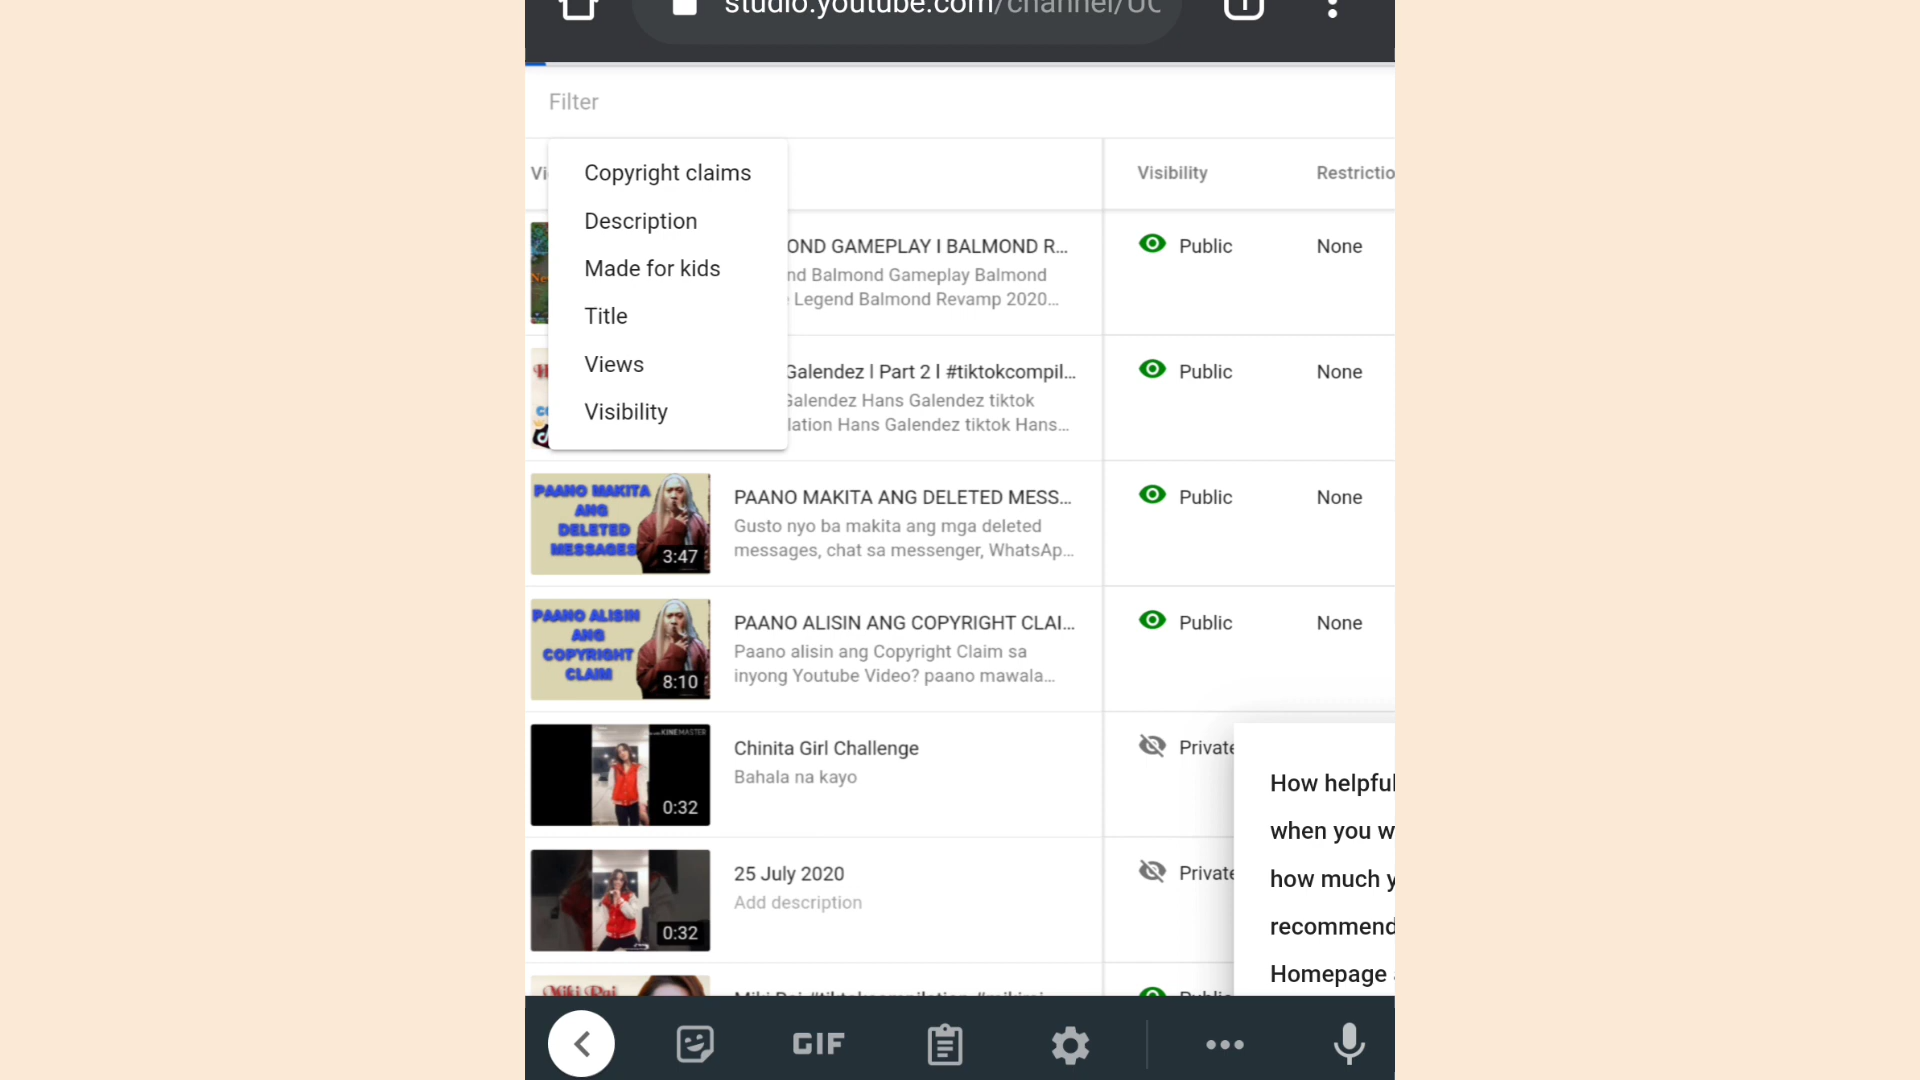 studio.youtube.com/channel/UC
Filter
Copyright claims
Description
Made for kids
Title
Views
Visibility
Visibility
Restrictio
OND GAMEPLAY l BALMOND R...
nd Balmond Gameplay Balmond
Legend Balmond Revamp 2020...
Public
None
Galendez l Part 2 l #tiktokcompil...
Galendez Hans Galendez tiktok
lation Hans Galendez tiktok Hans...
Public
None
PAANO MAKITA
ANG
DELETED
MESSAGES
3:47
PAANO MAKITA ANG DELETED MESS...
Gusto nyo ba makita ang mga deleted
messages, chat sa messenger, WhatsAp...
Public
None
PAANO ALISIN
ANG
COPYRIGHT
CLAIM
8:10
PAANO ALISIN ANG COPYRIGHT CLAI...
Paano alisin ang Copyright Claim sa
inyong Youtube Video? paano mawala...
Public
None
KINEMASTER
0:32
Chinita Girl Challenge
Bahala na kayo
Private
0:32
25 July 2020
Add description
Private
How helpful
when you w
how much y
recommend
Homepage
GIF